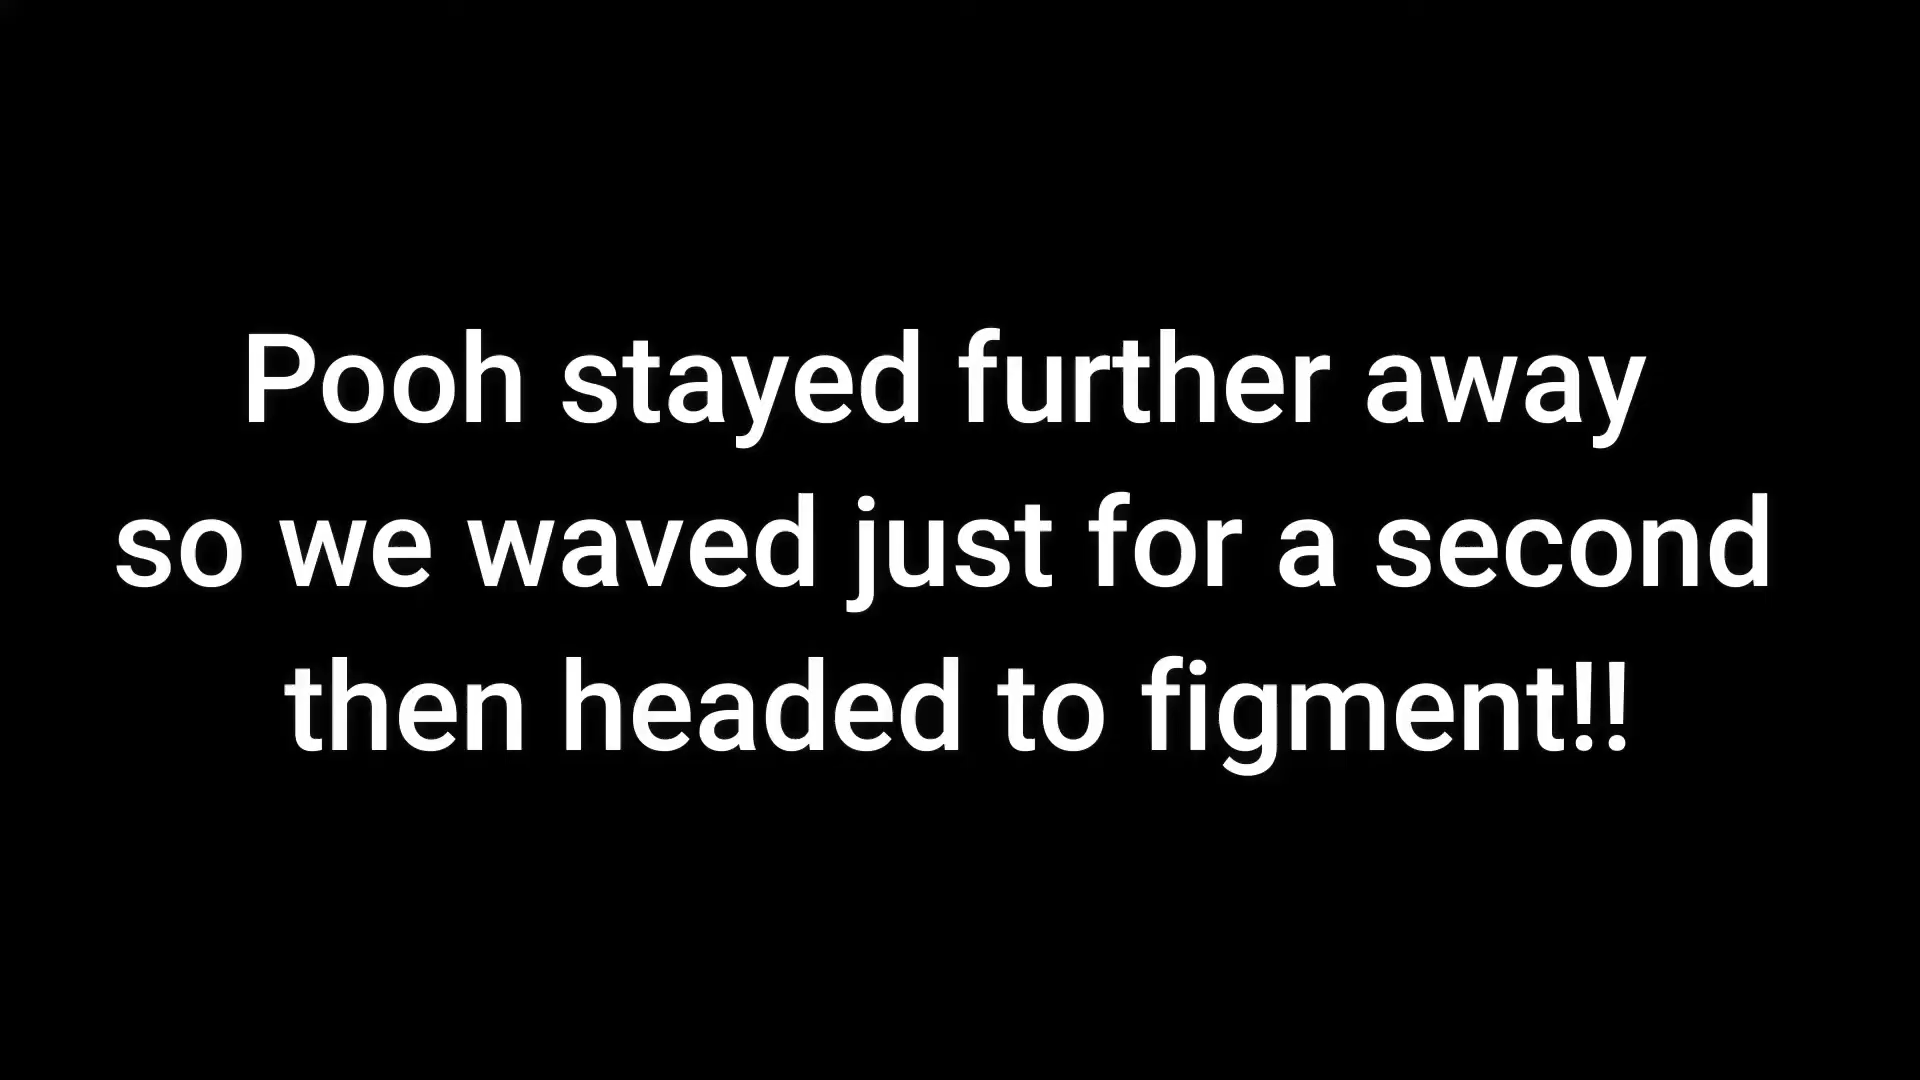 Pooh stayed further away
so we waved just for a second
then headed to figment!!